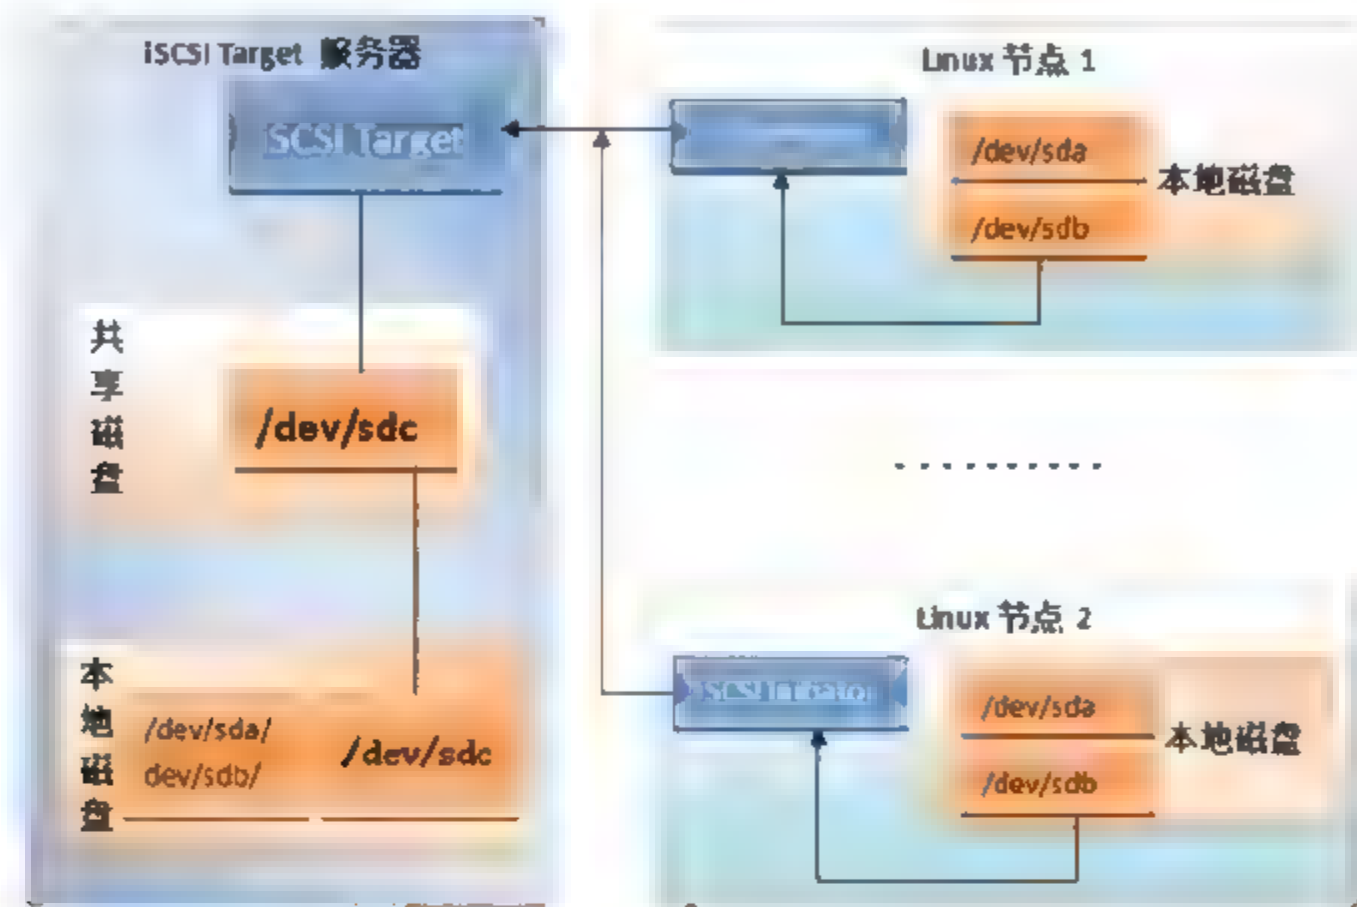 iSCSI Target 服务器
iSCSI Target
共享磁盘
/dev/sdc
本地磁盘
/dev/sda/
dev/sdb/
/dev/sdc
Linux 节点 1
/dev/sda
/dev/sdb
本地磁盘
..........
Linux 节点 2
iSCSI Initiator
/dev/sda
/dev/sdb
本地磁盘